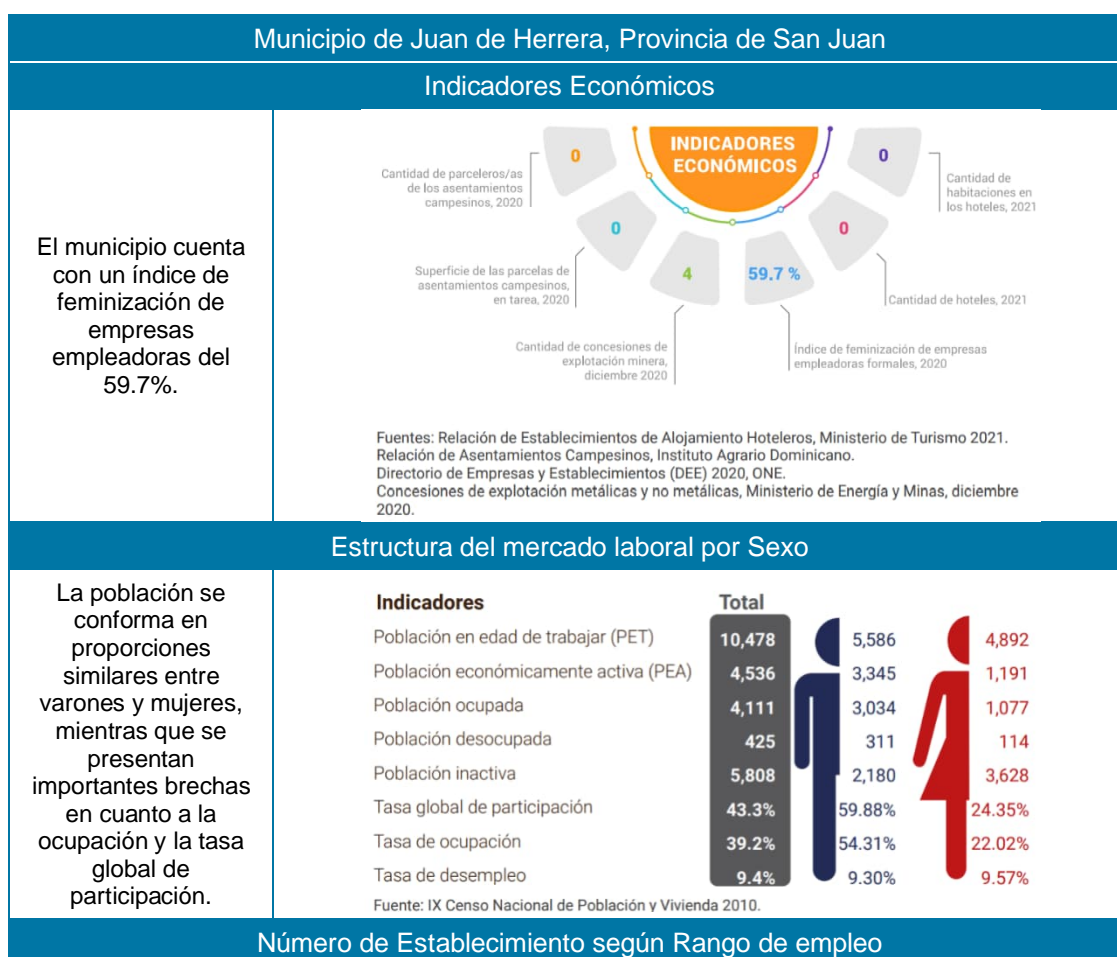 Municipio de Juan de Herrera, Provincia de San Juan
Indicadores Económicos
El municipio cuenta
con un índice de
feminización de
empresas
empleadoras del
59.7%.
INDICADORES
ECONÓMICOS
0
Cantidad de parceleros/as
de los asentamientos
campesinos, 2020
0
Superficie de las parcelas de
asentamientos campesinos,
en tarea, 2020
4
Cantidad de concesiones de
explotación minera,
diciembre 2020
59.7 %
Índice de feminización de empresas
empleadoras formales, 2020
0
Cantidad de hoteles, 2021
0
Cantidad de
habitaciones en
los hoteles, 2021
Fuentes: Relación de Establecimientos de Alojamiento Hoteleros, Ministerio de Turismo 2021.
Relación de Asentamientos Campesinos, Instituto Agrario Dominicano.
Directorio de Empresas y Establecimientos (DEE) 2020, ONE.
Concesiones de explotación metálicas y no metálicas, Ministerio de Energía y Minas, diciembre
2020.
Estructura del mercado laboral por Sexo
La población se
conforma en
proporciones
similares entre
varones y mujeres,
mientras que se
presentan
importantes brechas
en cuanto a la
ocupación y la tasa
global de
participación.
Indicadores Total
Población en edad de trabajar (PET) 10,478 5,586 4,892
Población económicamente activa (PEA) 4,536 3,345 1,191
Población ocupada 4,111 3,034 1,077
Población desocupada 425 311 114
Población inactiva 5,808 2,180 3,628
Tasa global de participación 43.3% 59.88% 24.35%
Tasa de ocupación 39.2% 54.31% 22.02%
Tasa de desempleo 9.4% 9.30% 9.57%
Fuente: IX Censo Nacional de Población y Vivienda 2010.
Número de Establecimiento según Rango de empleo